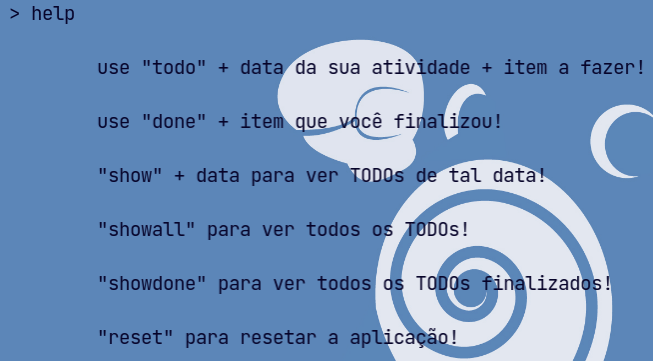 > help
use "todo" + data da sua atividade + item a fazer!
use "done" + item que você finalizou!
"show" + data para ver TODOs de tal data!
"showall" para ver todos os TODOs!
"showdone" para ver todos os TODOs finalizados!
"reset" para resetar a aplicação!